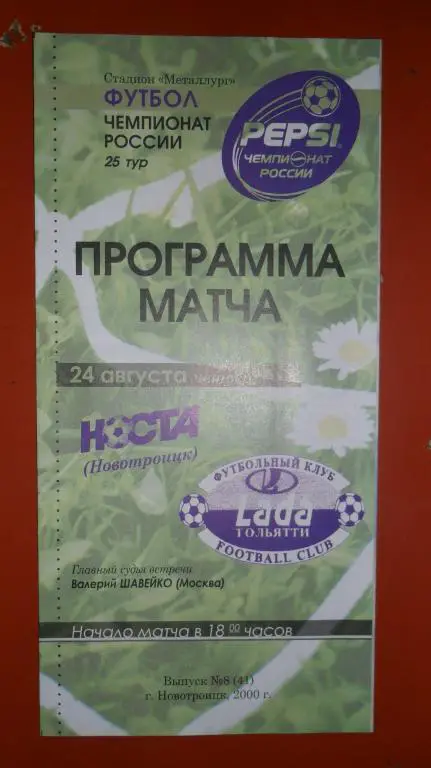 Стадион «Металлург»
ФУТБОЛ
ЧЕМПИОНАТ
РОССИИ
25 тур
PEPSI
ЧЕМПИОНАТ
РОССИИ
ПРОГРАММА
МАТЧА
24 августа
НОСТА
(Новотроицк)
ФУТБОЛЬНЫЙ КЛУБ
Lada
ТОЛЬЯТТИ
FOOTBALL CLUB
Главный судья встречи
Валерий ШАВЕЙКО (Москва)
Начало матча в 18 00 часов
Выпуск №8 (41)
г. Новотроицк, 2000 г.